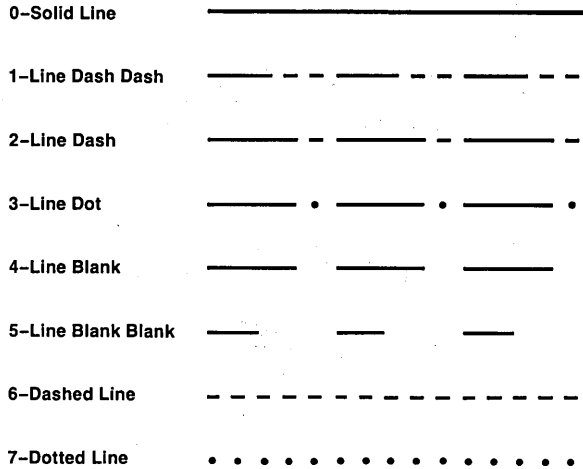 0–Solid Line
1–Line Dash Dash
2–Line Dash
3–Line Dot
4–Line Blank
5–Line Blank Blank
6–Dashed Line
7–Dotted Line